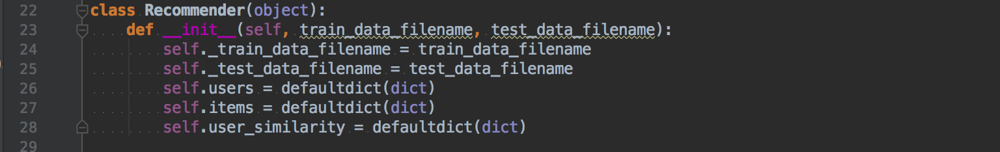 22 class Recommender(object):
23     def __init__(self, train_data_filename, test_data_filename):
24         self._train_data_filename = train_data_filename
25         self._test_data_filename = test_data_filename
26         self.users = defaultdict(dict)
27         self.items = defaultdict(dict)
28         self.user_similarity = defaultdict(dict)
29